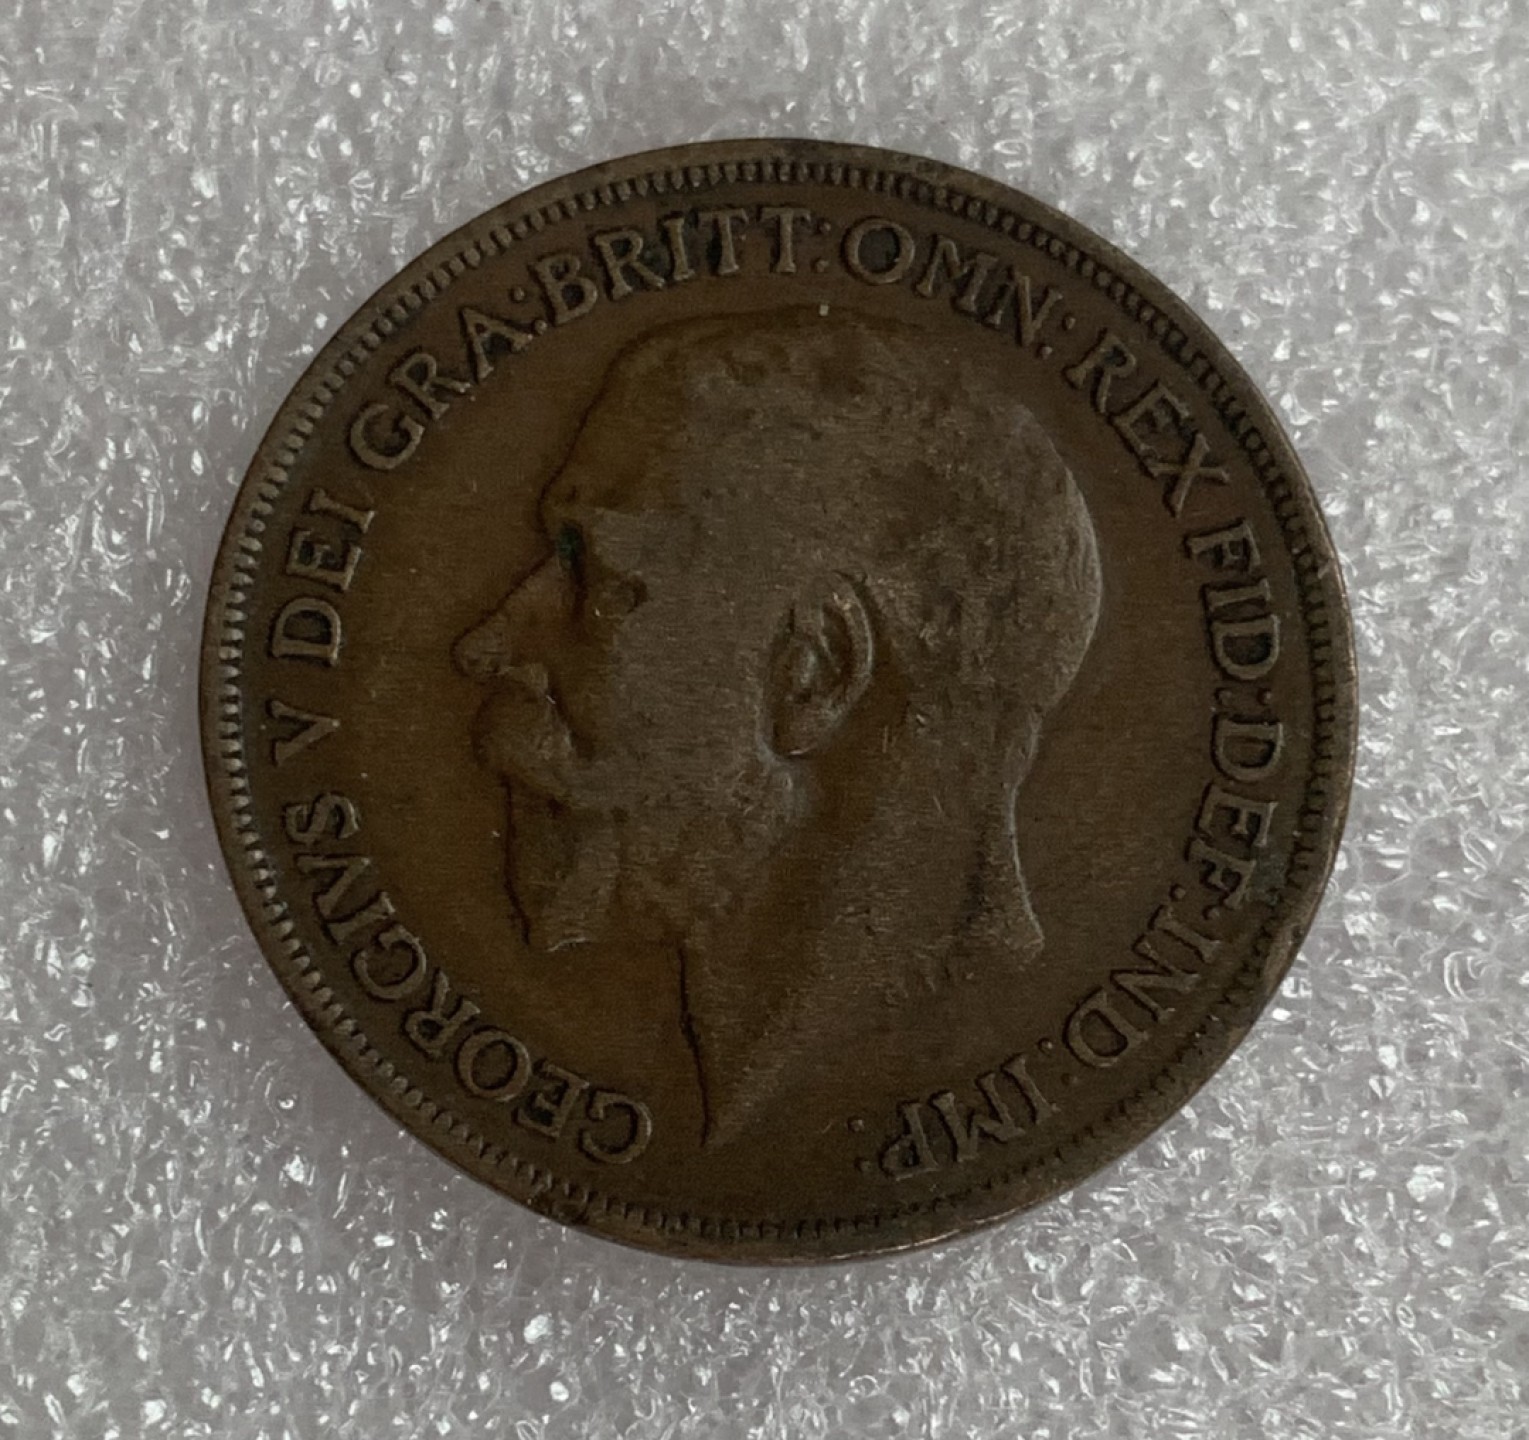 GEORGIVS V DEI GRA: BRITT: OMN: REX FID: DEF: IND: IMP: